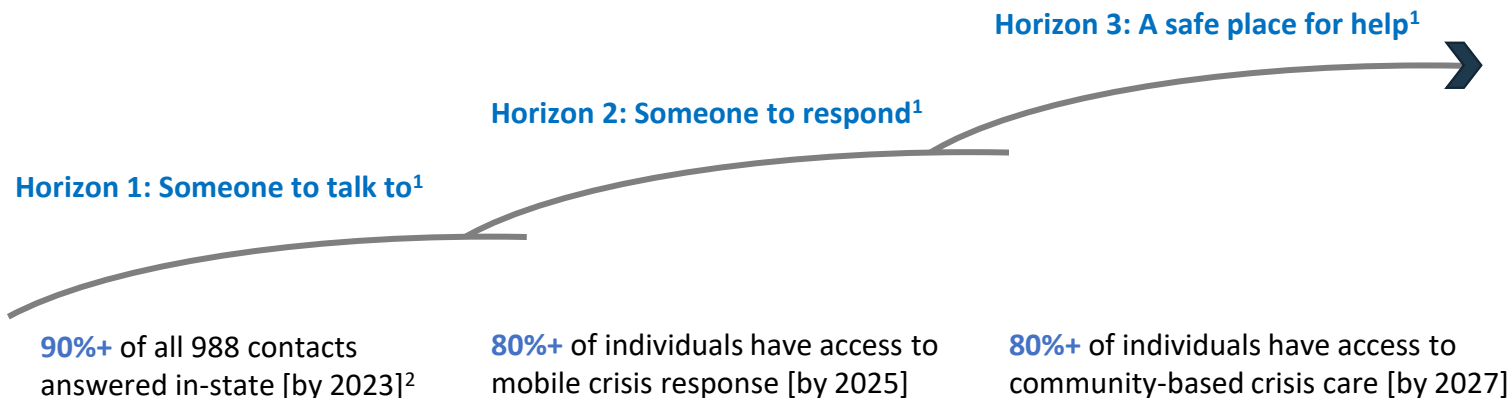 Horizon 3: A safe place for help¹
Horizon 2: Someone to respond¹
Horizon 1: Someone to talk to¹
90%+ of all 988 contacts
answered in-state [by 2023]²
80%+ of individuals have access to
mobile crisis response [by 2025]
80%+ of individuals have access to
community-based crisis care [by 2027]